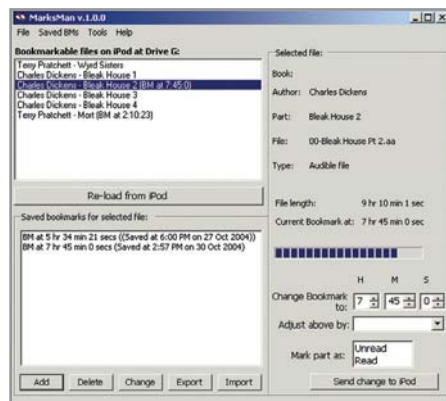 MarksMan v.1.0.0
File Saved BMs Tools Help
Bookmarkable files on iPod at Drive G:
Terry Pratchett - Wyrd Sisters
Charles Dickens - Bleak House 1
Charles Dickens - Bleak House 2 (BM at 7:45:0)
Charles Dickens - Bleak House 3
Charles Dickens - Bleak House 4
Terry Pratchett - Mort (BM at 2:10:23)
Re-load from iPod
Saved bookmarks for selected file:
BM at 5 hr 34 min 21 secs ((Saved at 6:00 PM on 27 Oct 2004))
BM at 7 hr 45 min 0 secs (Saved at 2:57 PM on 30 Oct 2004)
Add Delete Change Export Import
Selected file:
Book:
Author: Charles Dickens
Part: Bleak House 2
File: 00-Bleak House Pt 2.aa
Type: Audible file
File length: 9 hr 10 min 1 sec
Current Bookmark at: 7 hr 45 min 0 sec
H M S
Change Bookmark to: 7 45 0
Adjust above by:
Mark part as: Unread
Read
Send change to iPod